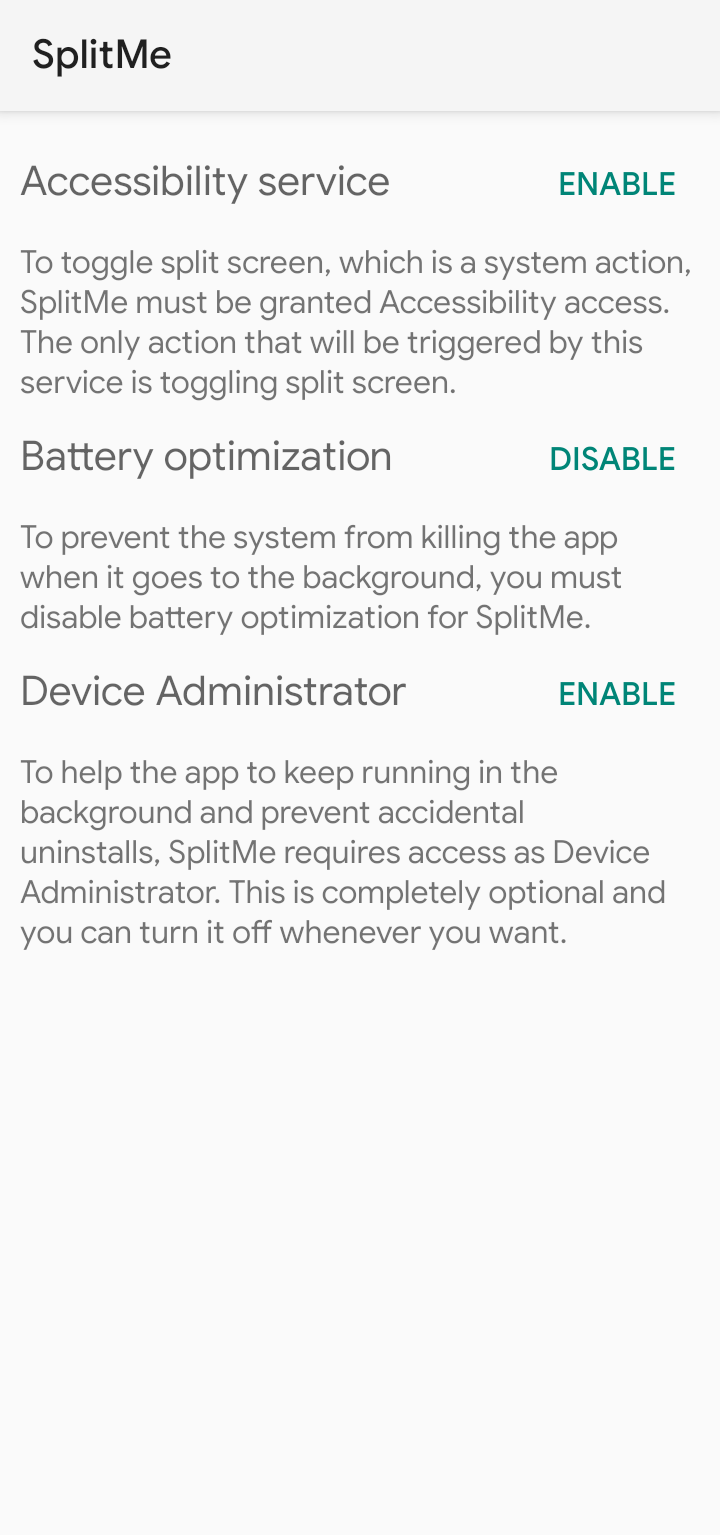 SplitMe
Accessibility service ENABLE
To toggle split screen, which is a system action,
SplitMe must be granted Accessibility access.
The only action that will be triggered by this
service is toggling split screen.
Battery optimization DISABLE
To prevent the system from killing the app
when it goes to the background, you must
disable battery optimization for SplitMe.
Device Administrator ENABLE
To help the app to keep running in the
background and prevent accidental
uninstalls, SplitMe requires access as Device
Administrator. This is completely optional and
you can turn it off whenever you want.